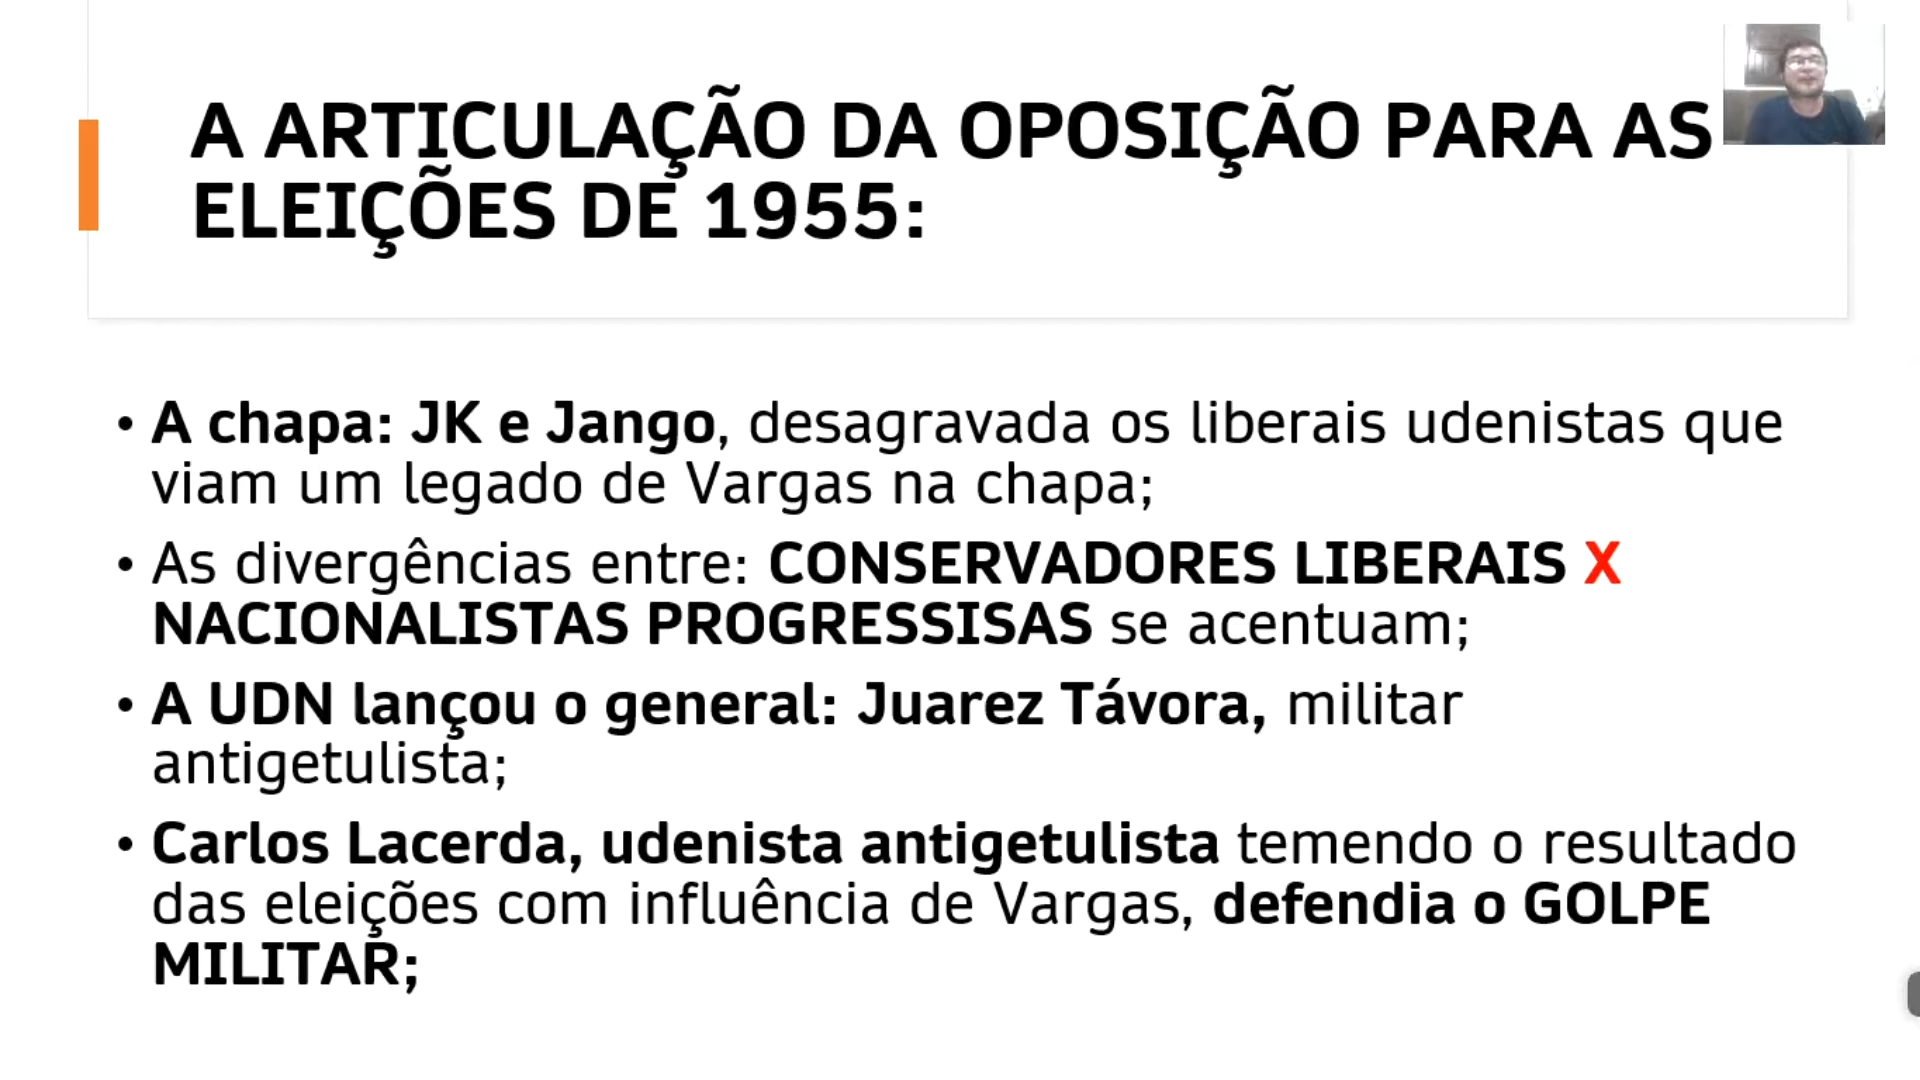 A ARTICULAÇÃO DA OPOSIÇÃO PARA AS
ELEIÇÕES DE 1955:
• A chapa: JK e Jango, desagravada os liberais udenistas que
viam um legado de Vargas na chapa;
• As divergências entre: CONSERVADORES LIBERAIS X
NACIONALISTAS PROGRESSISAS se acentuam;
• A UDN lançou o general: Juarez Távora, militar
antigetulista;
• Carlos Lacerda, udenista antigetulista temendo o resultado
das eleições com influência de Vargas, defendia o GOLPE
MILITAR;